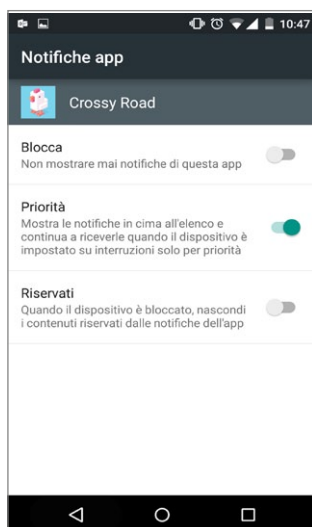 10:47
Notifiche app
Crossy Road
Blocca
Non mostrare mai notifiche di questa app
Priorità
Mostra le notifiche in cima all'elenco e
continua a riceverle quando il dispositivo è
impostato su interruzioni solo per priorità
Riservati
Quando il dispositivo è bloccato, nascondi
i contenuti riservati dalle notifiche dell'app